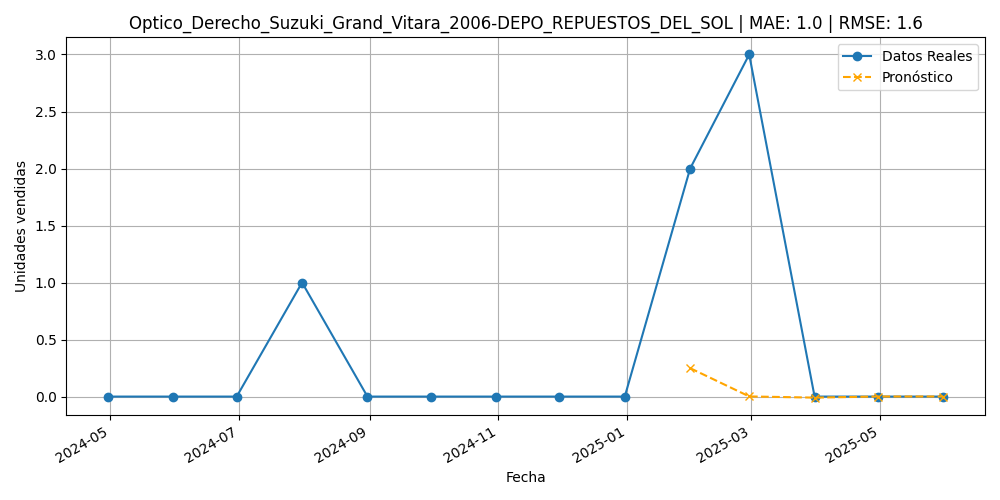 Optico_Derecho_Suzuki_Grand_Vitara_2006-DEPO_REPUESTOS_DEL_SOL | MAE: 1.0 | RMSE: 1.6
Datos Reales
Pronóstico
Unidades vendidas
3.0
2.5
2.0
1.5
1.0
0.5
0.0
2024-05
2024-07
2024-09
2024-11
2025-01
2025-03
2025-05
Fecha